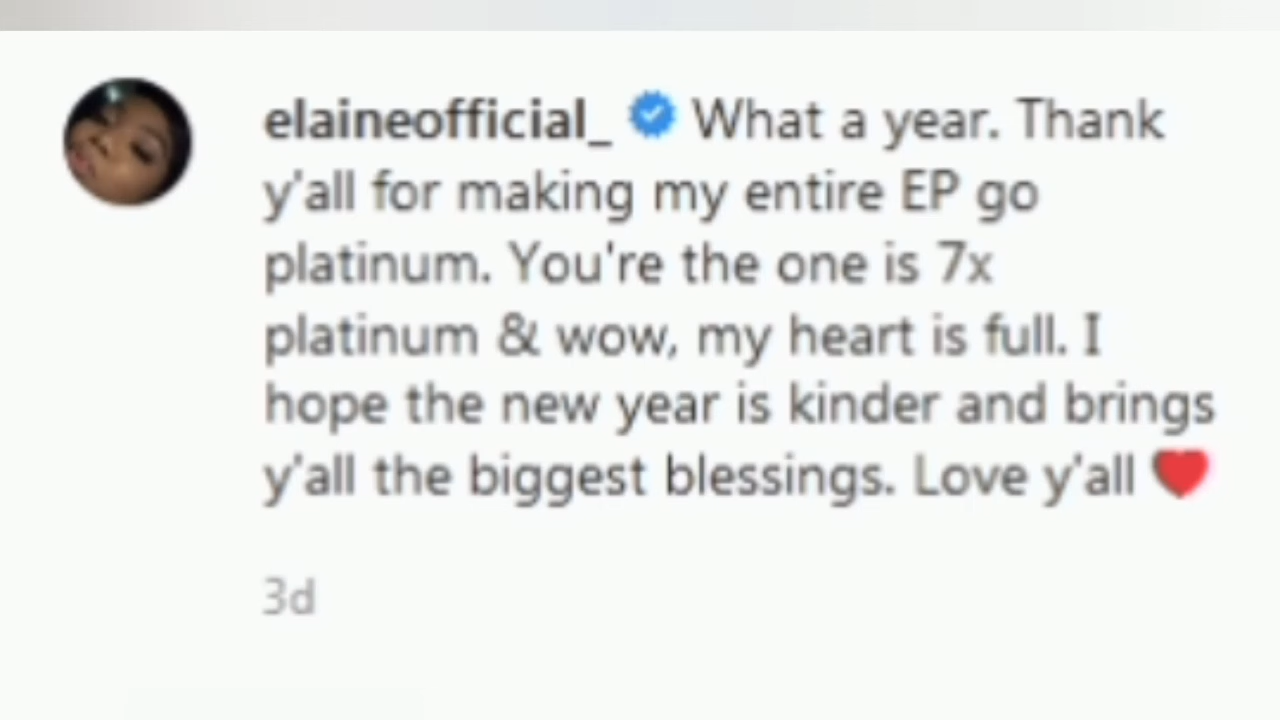 elaineofficial_ What a year. Thank
y'all for making my entire EP go
platinum. You're the one is 7x
platinum & wow, my heart is full. I
hope the new year is kinder and brings
y'all the biggest blessings. Love y'all ❤
3d